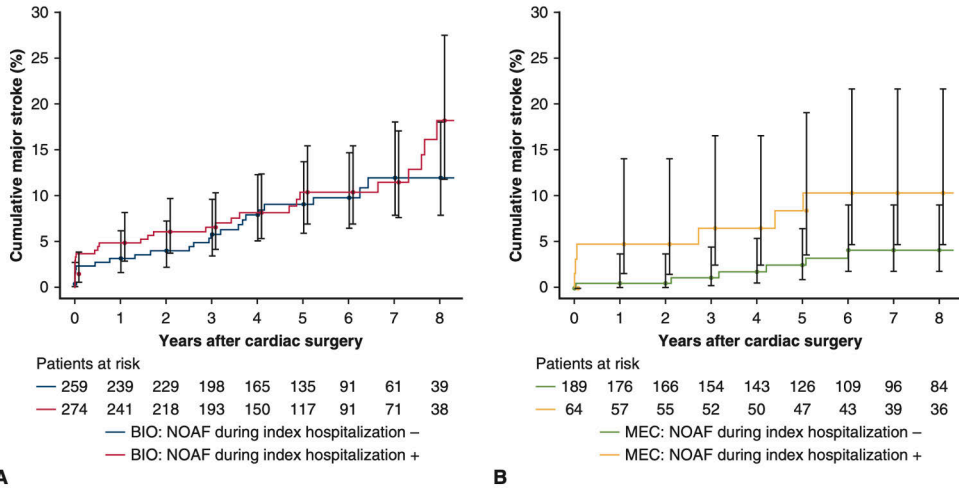 30
25
20
15
10
5
0
Cumulative major stroke (%)
0 1 2 3 4 5 6 7 8
Years after cardiac surgery
Patients at risk
259 239 229 198 165 135 91 61 39
274 241 218 193 150 117 91 71 38
BIO: NOAF during index hospitalization –
BIO: NOAF during index hospitalization +
A
30
25
20
15
10
5
0
Cumulative major stroke (%)
0 1 2 3 4 5 6 7 8
Years after cardiac surgery
Patients at risk
189 176 166 154 143 126 109 96 84
64 57 55 52 50 47 43 39 36
MEC: NOAF during index hospitalization –
MEC: NOAF during index hospitalization +
B